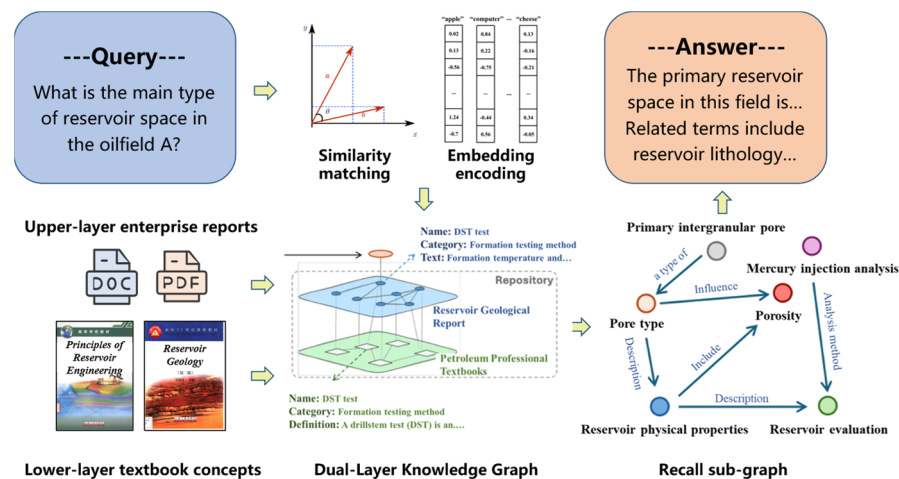 ---Query---
What is the main type
of reservoir space in
the oilfield A?
y
a
θ
b
x
Similarity
matching
"apple" "computer" ... "cheese"
0.02 0.84 0.13
0.13 0.22 -0.16
-0.56 -0.75 -0.21
... ... ... ...
1.24 -0.44 0.34
-0.7 0.56 -0.05
Embedding
encoding
---Answer---
The primary reservoir
space in this field is...
Related terms include
reservoir lithology...
Upper-layer enterprise reports
DOC
PDF
Principles of
Reservoir
Engineering
Reservoir
Geology
Lower-layer textbook concepts
Name: DST test
Category: Formation testing method
Text: Formation temperature and...
Repository
Reservoir Geological
Report
Petroleum Professional
Textbooks
Name: DST test
Category: Formation testing method
Definition: A drillstem test (DST) is an....
Dual-Layer Knowledge Graph
Primary intergranular pore
Mercury injection analysis
a type of
Influence
Pore type
Porosity
Analysis method
Description
Include
Description
Reservoir physical properties
Reservoir evaluation
Recall sub-graph